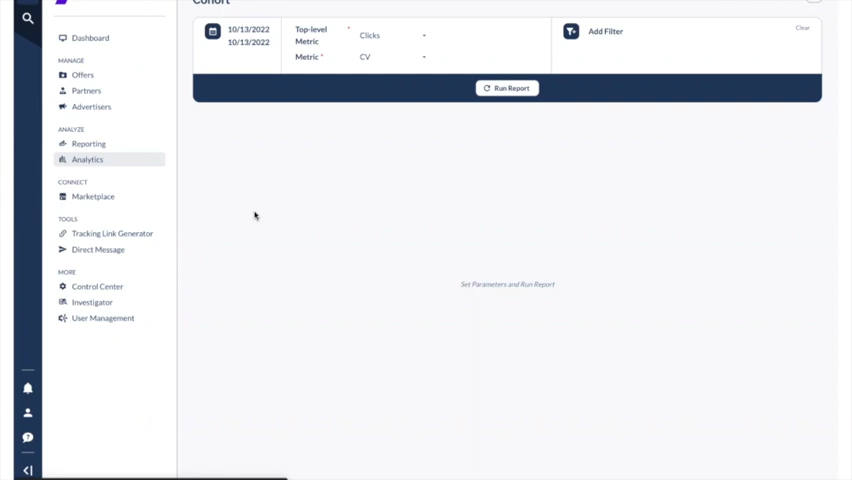 Cohort
Dashboard
MANAGE
Offers
Partners
Advertisers
ANALYZE
Reporting
Analytics
CONNECT
Marketplace
TOOLS
Tracking Link Generator
Direct Message
MORE
Control Center
Investigator
User Management
10/13/2022
10/13/2022
Top-level *
Metric
Clicks
Metric *
CV
Add Filter
Clear
Run Report
Set Parameters and Run Report